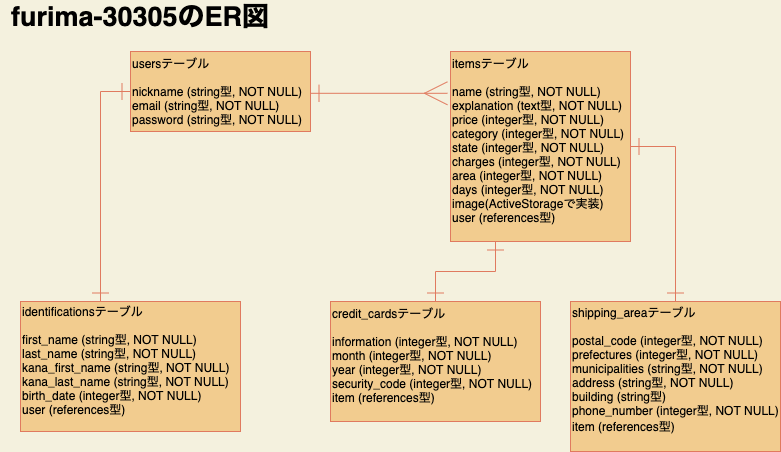 furima-30305のER図
usersテーブル
nickname (string型, NOT NULL)
email (string型, NOT NULL)
password (string型, NOT NULL)
itemsテーブル
name (string型, NOT NULL)
explanation (text型, NOT NULL)
price (integer型, NOT NULL)
category (integer型, NOT NULL)
state (integer型, NOT NULL)
charges (integer型, NOT NULL)
area (integer型, NOT NULL)
days (integer型, NOT NULL)
image(ActiveStorageで実装)
user (references型)
identificationsテーブル
first_name (string型, NOT NULL)
last_name (string型, NOT NULL)
kana_first_name (string型, NOT NULL)
kana_last_name (string型, NOT NULL)
birth_date (integer型, NOT NULL)
user (references型)
credit_cardsテーブル
information (integer型, NOT NULL)
month (integer型, NOT NULL)
year (integer型, NOT NULL)
security_code (integer型, NOT NULL)
item (references型)
shipping_areaテーブル
postal_code (integer型, NOT NULL)
prefectures (integer型, NOT NULL)
municipalities (string型, NOT NULL)
address (string型, NOT NULL)
building (string型)
phone_number (integer型, NOT NULL)
item (references型)